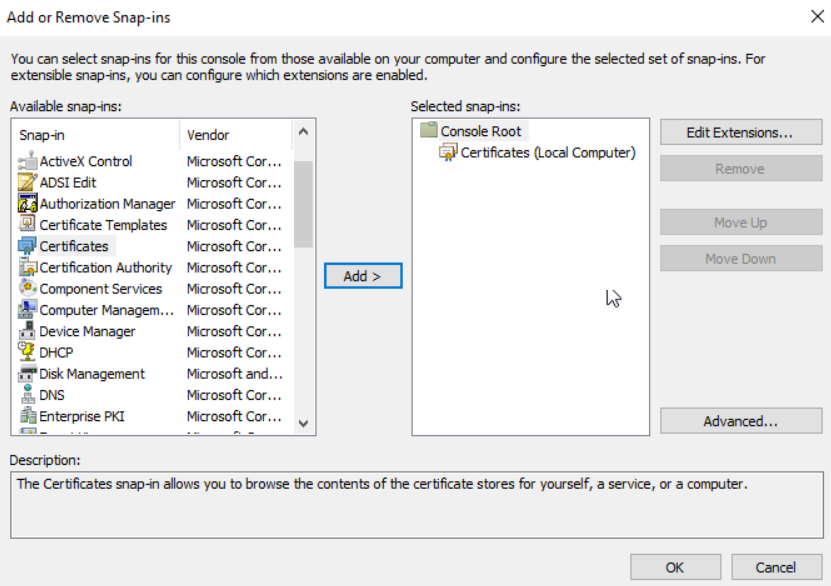 Add or Remove Snap-ins
You can select snap-ins for this console from those available on your computer and configure the selected set of snap-ins. For
extensible snap-ins, you can configure which extensions are enabled.
Available snap-ins:
Snap-in Vendor
ActiveX Control Microsoft Cor...
ADSI Edit Microsoft Cor...
Authorization Manager Microsoft Cor...
Certificate Templates Microsoft Cor...
Certificates Microsoft Cor...
Certification Authority Microsoft Cor...
Component Services Microsoft Cor...
Computer Managem... Microsoft Cor...
Device Manager Microsoft Cor...
DHCP Microsoft Cor...
Disk Management Microsoft and...
DNS Microsoft Cor...
Enterprise PKI Microsoft Cor...
Add >
Selected snap-ins:
Console Root
Certificates (Local Computer)
Edit Extensions...
Remove
Move Up
Move Down
Advanced...
Description:
The Certificates snap-in allows you to browse the contents of the certificate stores for yourself, a service, or a computer.
OK
Cancel